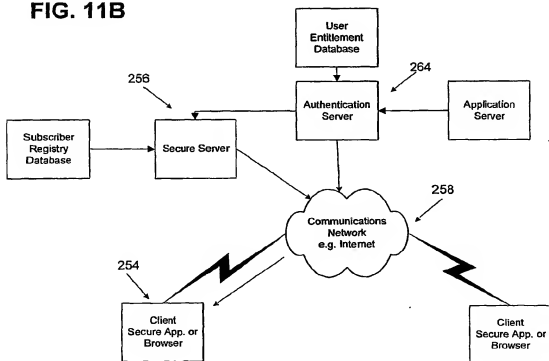 FIG. 11B
User
Entitlement
Database
264
256
Authentication
Server
Application
Server
Subscriber
Registry
Database
Secure Server
258
Communications
Network
e.g. Internet
254
Client
Secure App. or
Browser
Client
Secure App. or
Browser